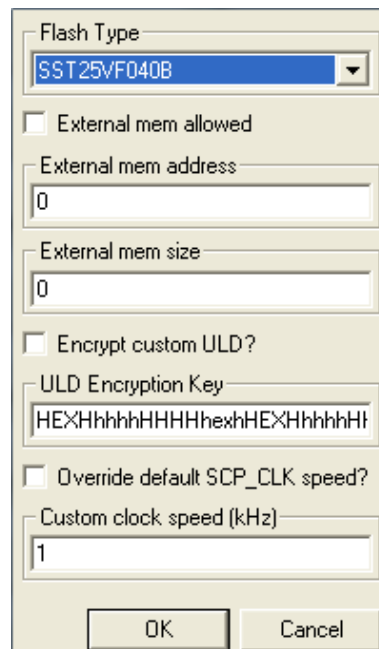 Flash Type
SST25VF040B
External mem allowed
External mem address
0
External mem size
0
Encrypt custom ULD?
ULD Encryption Key
HEXHhhhhHHHHhexhHEXHhhhhHl
Override default SCP_CLK speed?
Custom clock speed (kHz)
1
OK
Cancel